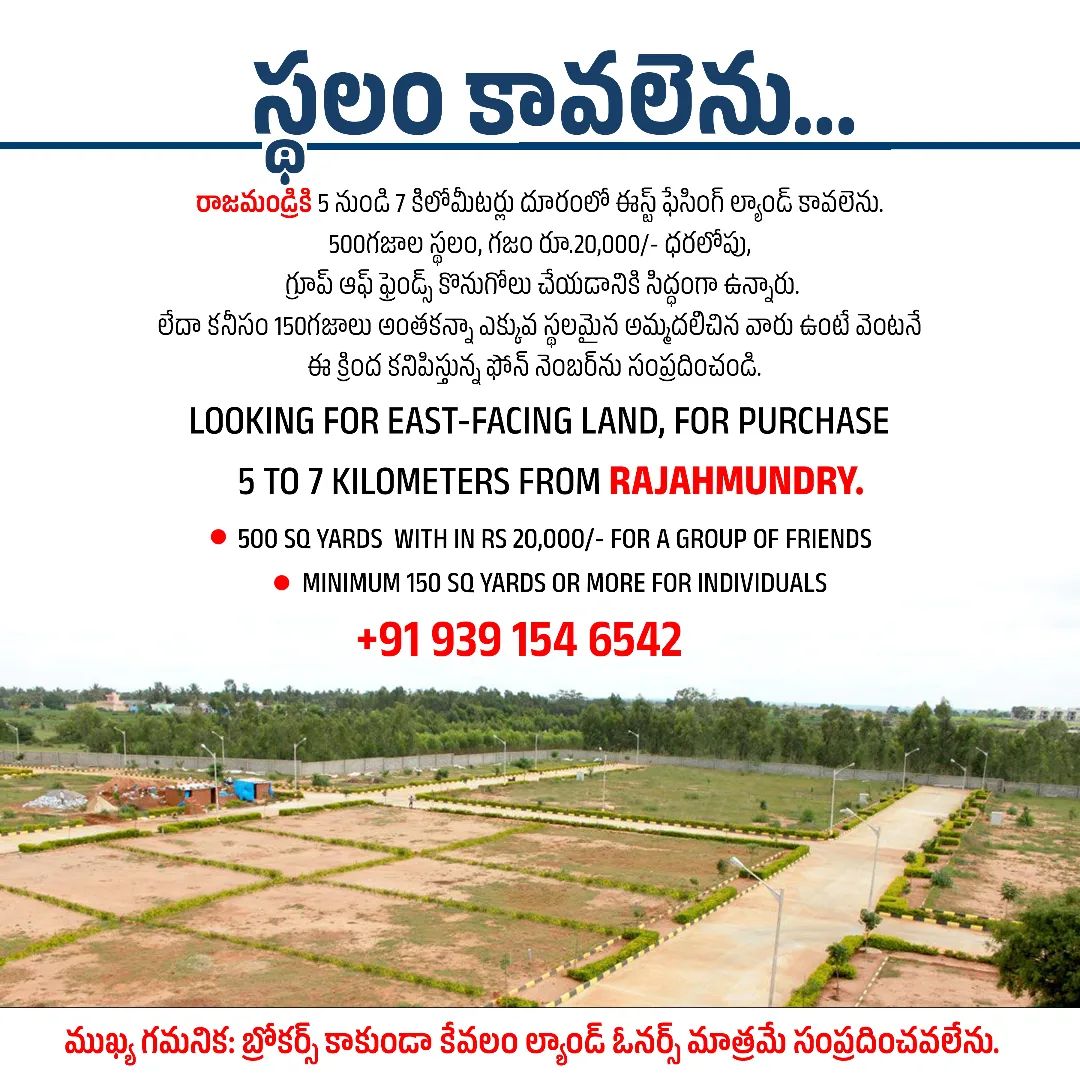 స్థలం కావలెను...
రాజమండ్రికి 5 నుండి 7 కిలోమీటర్లు దూరంలో ఈస్ట్ ఫేసింగ్ ల్యాండ్ కావలెను.
500గజాల స్థలం, గజం రూ.20,000/- ధరలోపు,
గ్రూప్ ఆఫ్ ఫ్రెండ్స్ కొనుగోలు చేయడానికి సిద్ధంగా ఉన్నారు.
లేదా కనీసం 150గజాలు అంతకన్నా ఎక్కువ స్థలమైన అమ్మదలిచిన వారు ఉంటే వెంటనే
ఈ క్రింద కనిపిస్తున్న ఫోన్ నెంబర్‌ను సంప్రదించండి.
LOOKING FOR EAST-FACING LAND, FOR PURCHASE
5 TO 7 KILOMETERS FROM RAJAHMUNDRY.
• 500 SQ YARDS WITH IN RS 20,000/- FOR A GROUP OF FRIENDS
• MINIMUM 150 SQ YARDS OR MORE FOR INDIVIDUALS
+91 939 154 6542
ముఖ్య గమనిక: బ్రోకర్స్ కాకుండా కేవలం ల్యాండ్ ఓనర్స్ మాత్రమే సంప్రదించవలేను.